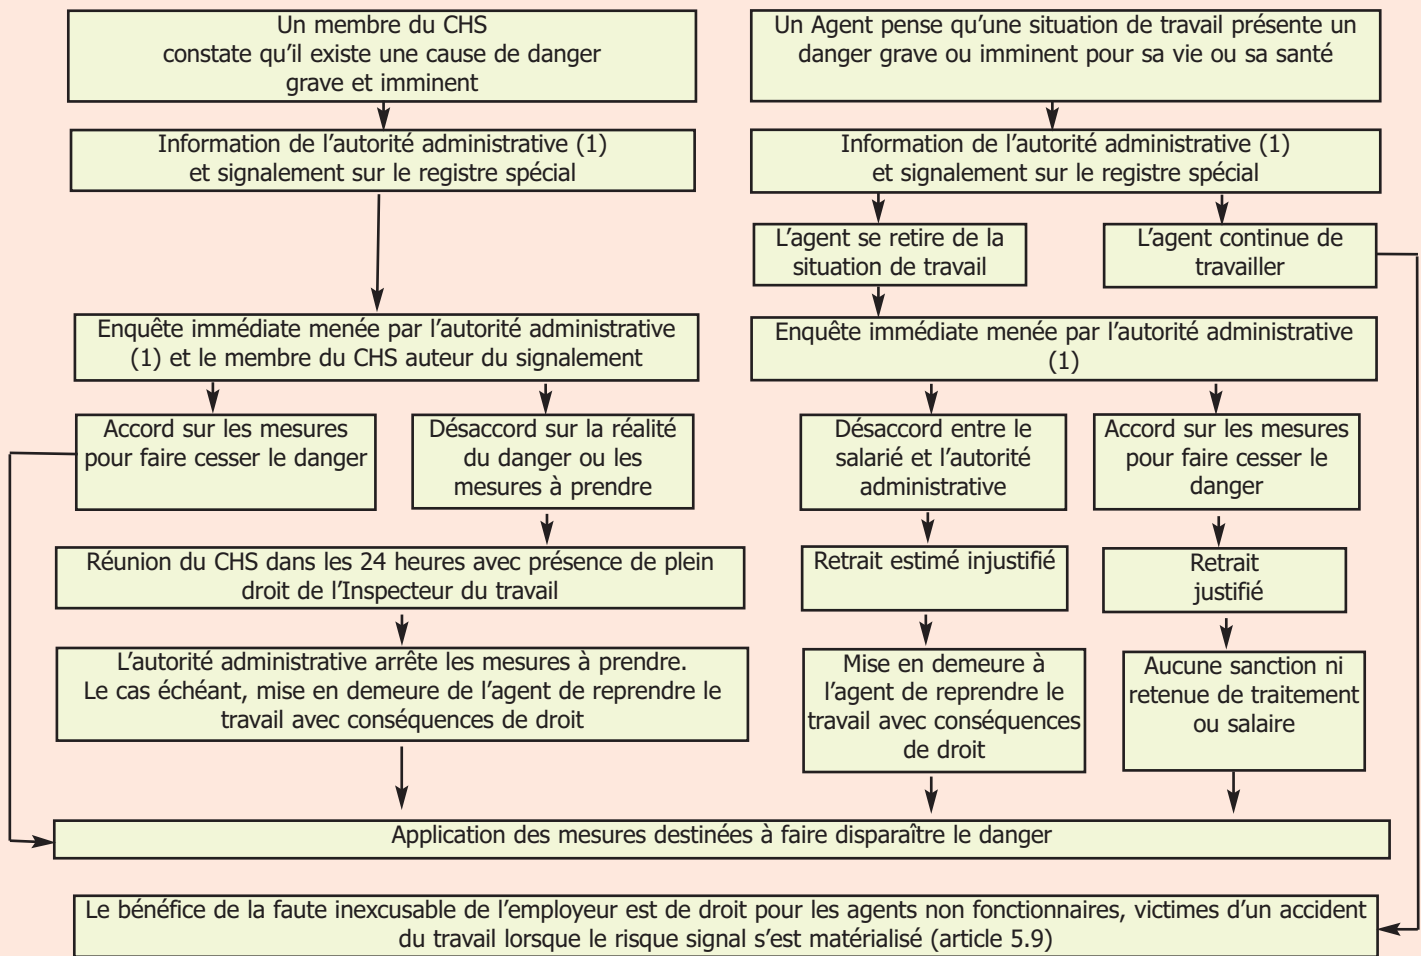 Un membre du CHS
constate qu’il existe une cause de danger
grave et imminent
Information de l’autorité administrative (1)
et signalement sur le registre spécial
Enquête immédiate menée par l’autorité administrative
(1) et le membre du CHS auteur du signalement
Accord sur les mesures
pour faire cesser le danger
Désaccord sur la réalité
du danger ou les
mesures à prendre
Réunion du CHS dans les 24 heures avec présence de plein
droit de l’Inspecteur du travail
L’autorité administrative arrête les mesures à prendre.
Le cas échéant, mise en demeure de l’agent de reprendre le
travail avec conséquences de droit
Un Agent pense qu’une situation de travail présente un
danger grave ou imminent pour sa vie ou sa santé
Information de l’autorité administrative (1)
et signalement sur le registre spécial
L’agent se retire de la
situation de travail
L’agent continue de
travailler
Enquête immédiate menée par l’autorité administrative
(1)
Désaccord entre le
salarié et l’autorité
administrative
Accord sur les mesures
pour faire cesser le
danger
Retrait estimé injustifié
Retrait
justifié
Mise en demeure à
l’agent de reprendre le
travail avec conséquences
de droit
Aucune sanction ni
retenue de traitement
ou salaire
Application des mesures destinées à faire disparaître le danger
Le bénéfice de la faute inexcusable de l’employeur est de droit pour les agents non fonctionnaires, victimes d’un accident
du travail lorsque le risque signal s’est matérialisé (article 5.9)